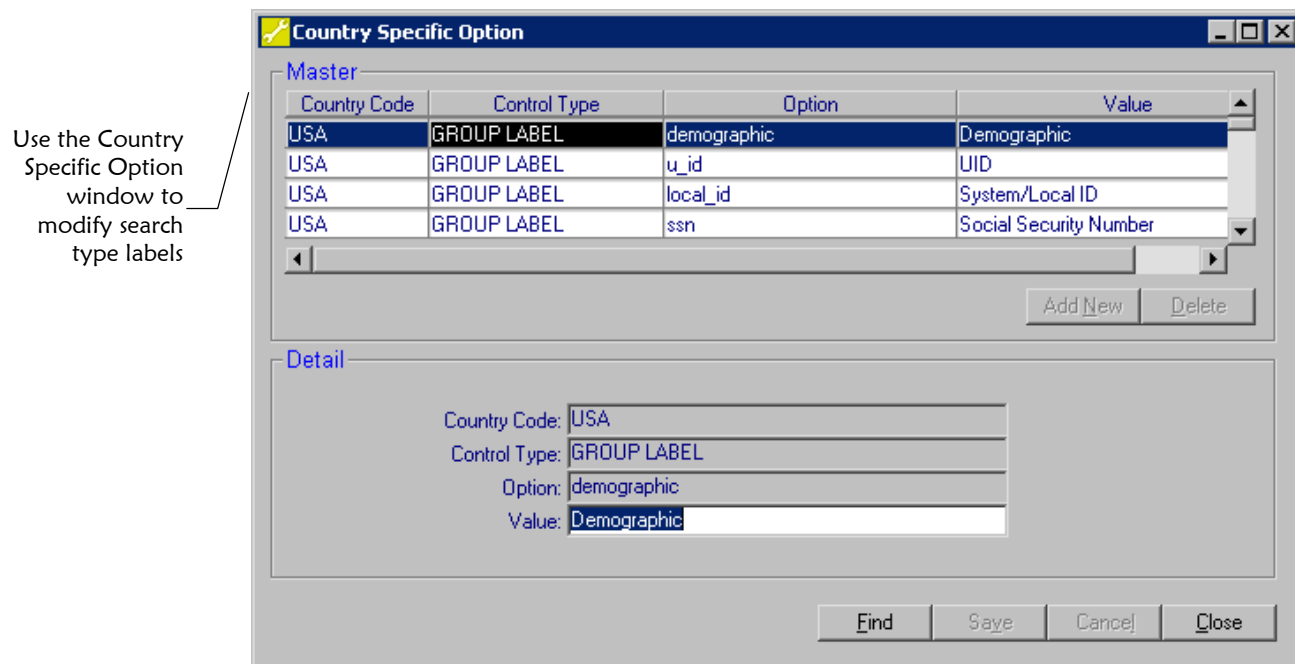 Country Specific Option
Use the Country
Specific Option
window to
modify search
type labels
Master
Country Code Control Type Option Value
USA GROUP LABEL demographic Demographic
USA GROUP LABEL u_id UID
USA GROUP LABEL local_id System/Local ID
USA GROUP LABEL ssn Social Security Number
Add New Delete
Detail
Country Code: USA
Control Type: GROUP LABEL
Option: demographic
Value: Demographic
Find Save Cancel Close